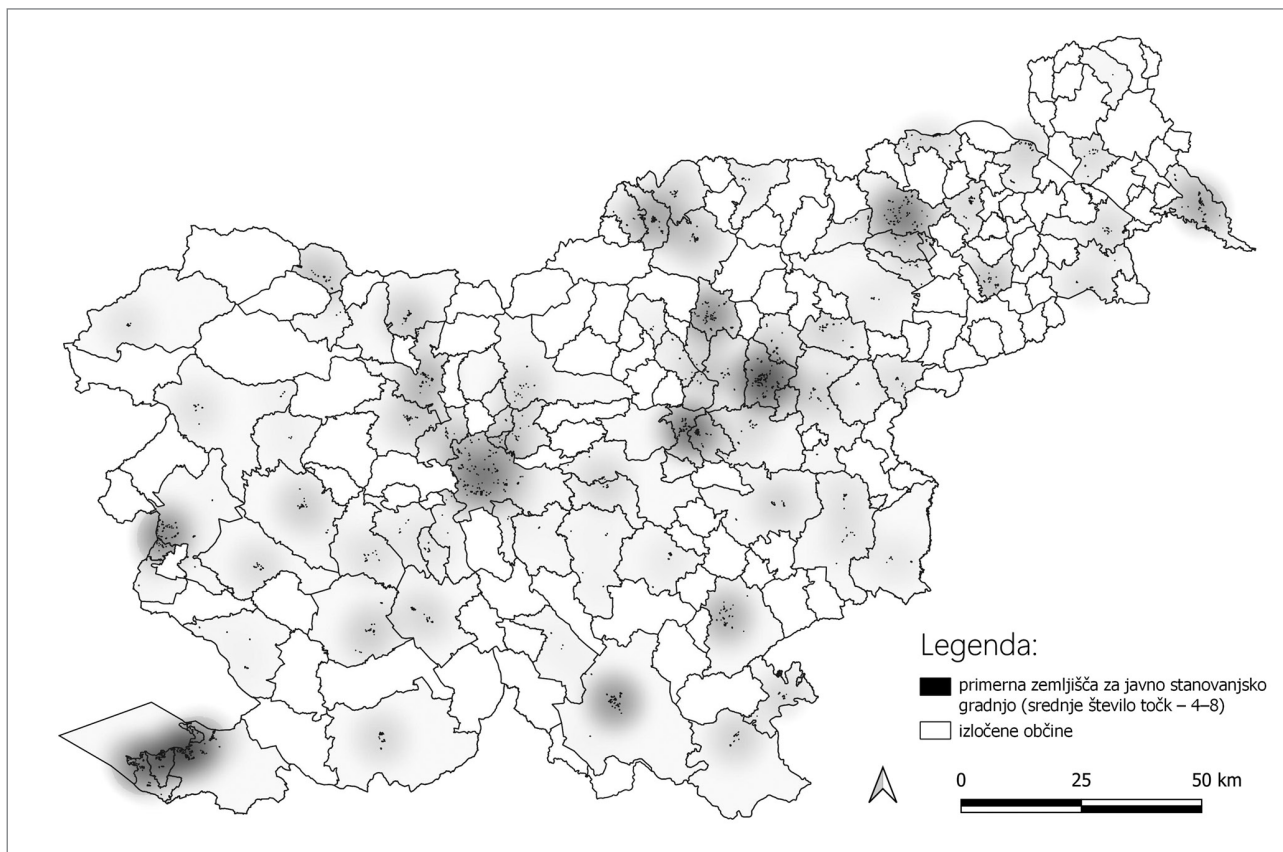 Legenda:
primerna zemljišča za javno stanovanjsko
gradnjo (srednje število točk – 4–8)
izločene občine
0 25 50 km